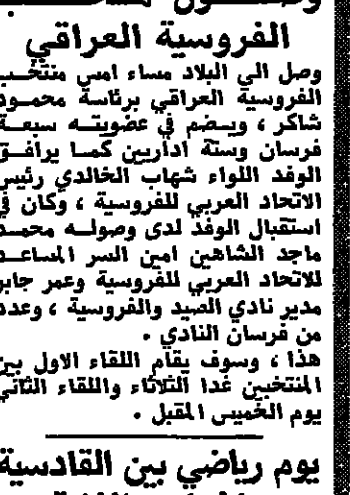 وصول منتخب
الفروسية العراقي
وصل الى البلاد مساء امس منتخب
الفروسية العراقي برئاسة محمود
شاكر ، ويضم في عضويته سبعة
فرسان وستة اداريين كما يرافق
الوفد اللواء شهاب الخالدي رئيس
الاتحاد العربي للفروسية ، وكان في
استقبال الوفد لدى وصوله محمد
ماجد الشاهين امين السر المساعد
للاتحاد العربي للفروسية وعمر جابر
مدير نادي الصيد والفروسية ، وعدد
من فرسان النادي .
هذا ، وسوف يقام اللقاء الاول بين
المنتخبين غدا الثلاثاء واللقاء الثاني
يوم الخميس المقبل .
يوم رياضي بين القادسية